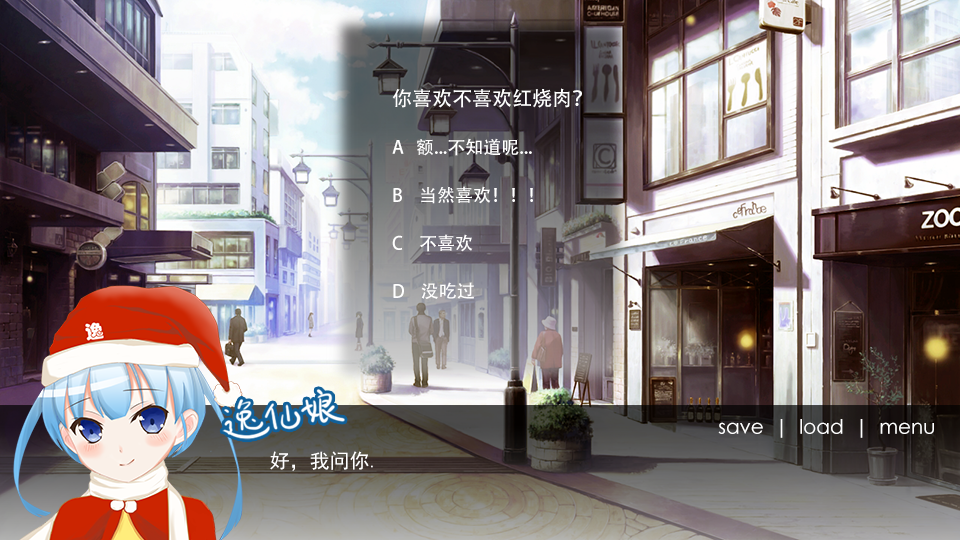 你喜欢不喜欢红烧肉?
A 额...不知道呢...
B 当然喜欢！！！
C 不喜欢
D 没吃过
逸
逸仙娘
好，我问你.
save | load | menu
ZOO